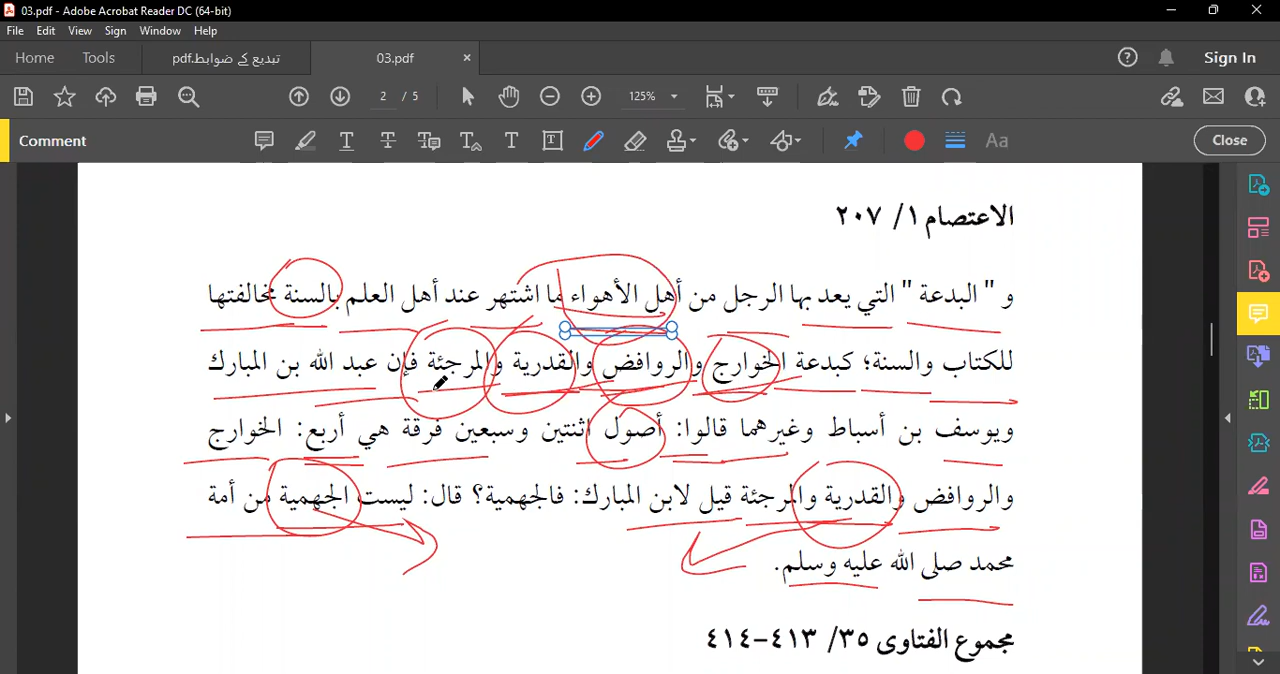 03.pdf - Adobe Acrobat Reader DC (64-bit)
File Edit View Sign Window Help
Home Tools تبدیع کے ضوابط.pdf 03.pdf × Sign In
2 / 5 125%
Comment Aa Close
الاعتصام ١/ ٢٠٧
و " البدعة " التي يعد بها الرجل من أهل الأهواء ما اشتهر عند أهل العلم بالسنة مخالفتها
للكتاب والسنة؛ كبدعة الخوارج والروافض والقدرية والمرجئة فإن عبد الله بن المبارك
ويوسف بن أسباط وغيرهما قالوا: أصول اثنتين وسبعين فرقة هي أربع: الخوارج
والروافض والقدرية والمرجئة قيل لابن المبارك: فالجهمية؟ قال: ليست الجهمية من أمة
محمد صلى الله عليه وسلم.
مجموع الفتاوى ٣٥/ ٤١٣-٤١٤